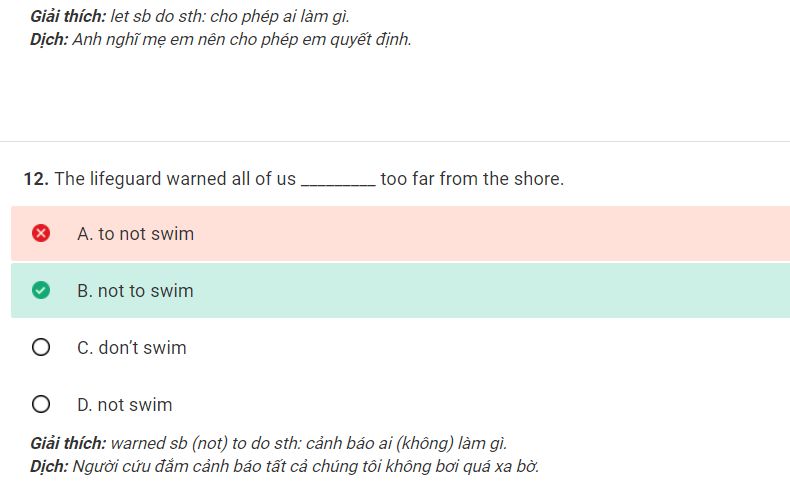 Giải thích: let sb do sth: cho phép ai làm gì.
Dịch: Anh nghĩ mẹ em nên cho phép em quyết định.
12. The lifeguard warned all of us _________ too far from the shore.
A. to not swim
B. not to swim
C. don't swim
D. not swim
Giải thích: warned sb (not) to do sth: cảnh báo ai (không) làm gì.
Dịch: Người cứu đắm cảnh báo tất cả chúng tôi không bơi quá xa bờ.